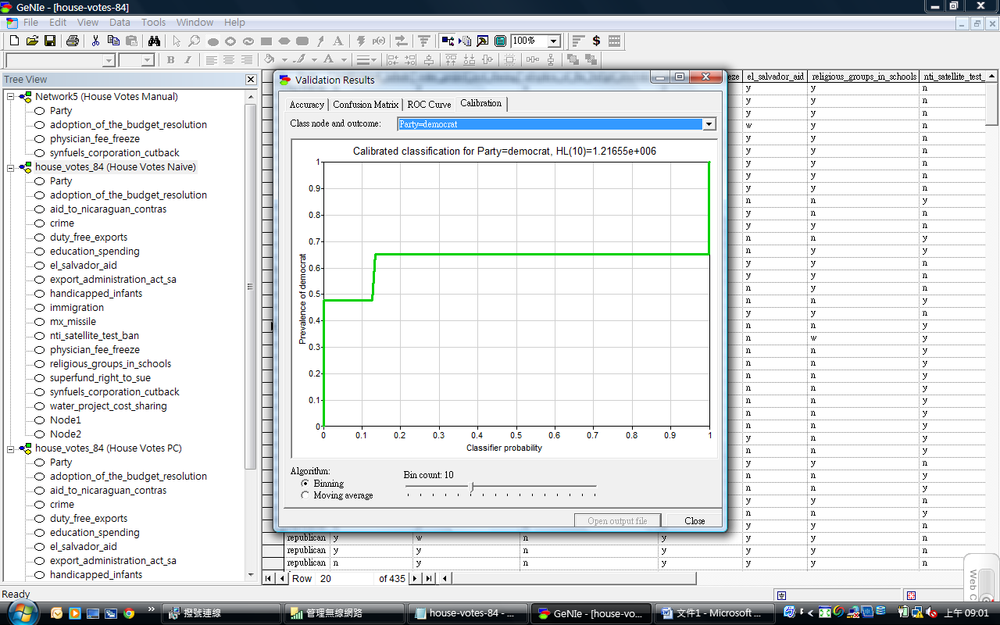 GeNIe - [house-votes-84]
File Edit View Data Tools Window Help
p(e) A 100% $
B I A
Tree View
Network5 (House Votes Manual)
Party
adoption_of_the_budget_resolution
physician_fee_freeze
synfuels_corporation_cutback
house_votes_84 (House Votes Naive)
Party
adoption_of_the_budget_resolution
aid_to_nicaraguan_contras
crime
duty_free_exports
education_spending
el_salvador_aid
export_administration_act_sa
handicapped_infants
immigration
mx_missile
nti_satellite_test_ban
physician_fee_freeze
religious_groups_in_schools
superfund_right_to_sue
synfuels_corporation_cutback
water_project_cost_sharing
Node1
Node2
house_votes_84 (House Votes PC)
Party
adoption_of_the_budget_resolution
aid_to_nicaraguan_contras
crime
duty_free_exports
education_spending
el_salvador_aid
export_administration_act_sa
handicapped_infants
Validation Results
Accuracy Confusion Matrix ROC Curve Calibration
Class node and outcome: Party=democrat
Calibrated classification for Party=democrat, HL(10)=1.21655e+006
Prevalence of democrat
1
0.9
0.8
0.7
0.6
0.5
0.4
0.3
0.2
0.1
0
0 0.1 0.2 0.3 0.4 0.5 0.6 0.7 0.8 0.9 1
Classifier probability
Algorithm:
Binning
Moving average
Bin count: 10
Open output file Close
eze el_salvador_aid religious_groups_in_schools nti_satellite_test_
y y n
y y n
y y n
w y n
y y n
y y n
y y n
y y n
y y n
n n y
y n n
y y n
n n y
n y y
n y n
y y n
n n y
n n y
n n y
n n y
n w y
n n y
n n y
n n y
n n y
n n y
y y n
n n y
y y n
n n y
n n y
y y n
y y n
y y n
n n y
republican y w n y y y n
republican y y n y y y n
republican n y n y y y n
Row 20 of 435
Ready
Web C
撥號連線 管理無線網路 house-votes-84 - ... GeNIe - [house-vo... 文件1 - Microsoft ... 上午 09:01